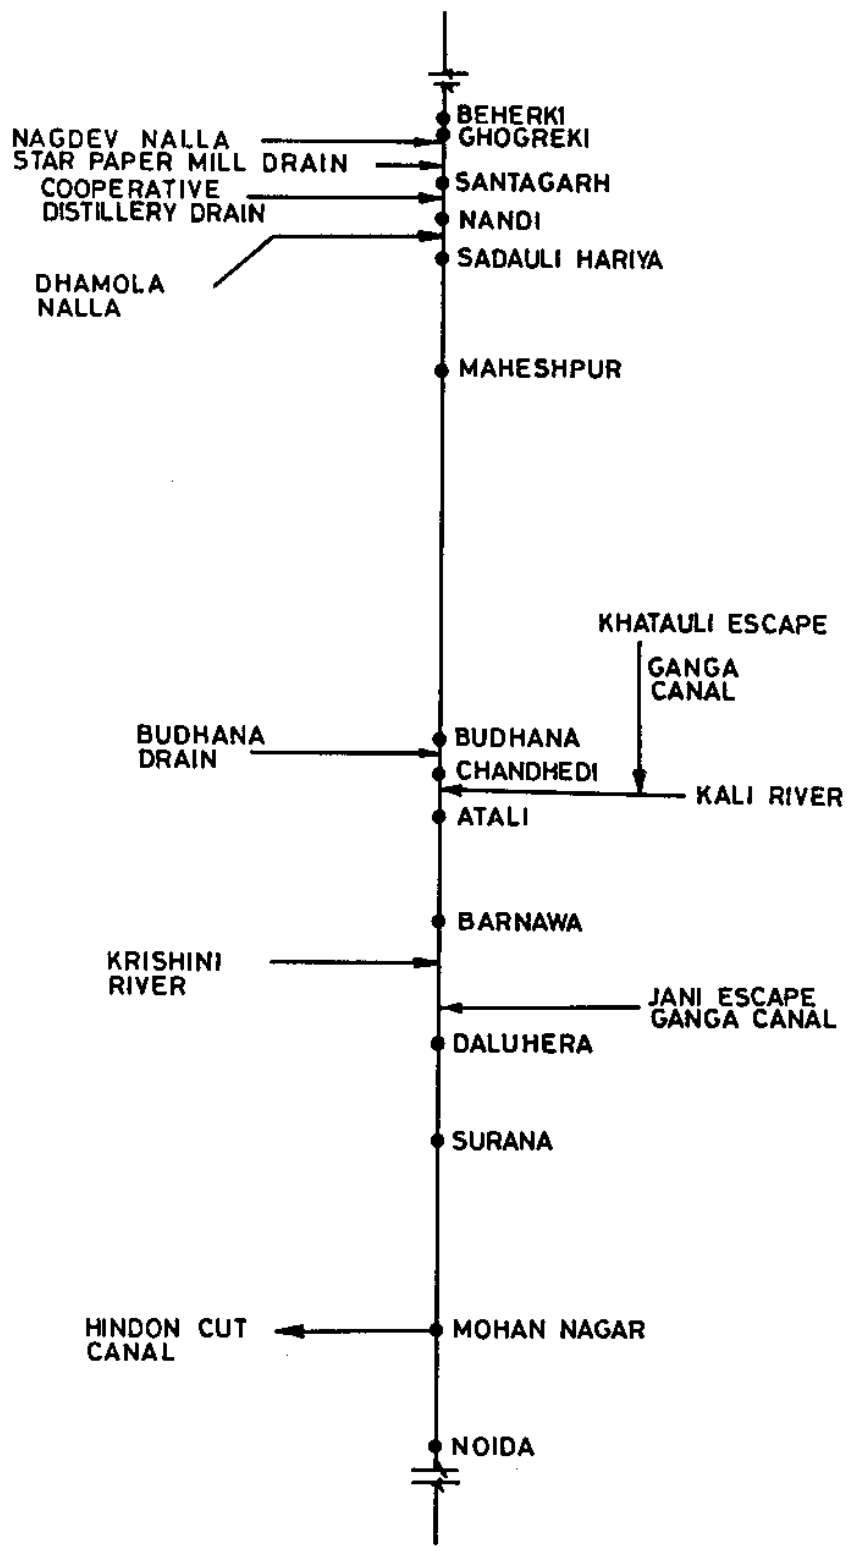 BEHERKI
GHOGREKI
NAGDEV NALLA
STAR PAPER MILL DRAIN
SANTAGARH
COOPERATIVE
DISTILLERY DRAIN
NANDI
SADAULI HARIYA
DHAMOLA
NALLA
MAHESHPUR
KHATAULI ESCAPE
GANGA
CANAL
BUDHANA
DRAIN
BUDHANA
CHANDHEDI
KALI RIVER
ATALI
BARNAWA
KRISHINI
RIVER
JANI ESCAPE
GANGA CANAL
DALUHERA
SURANA
HINDON CUT
CANAL
MOHAN NAGAR
NOIDA